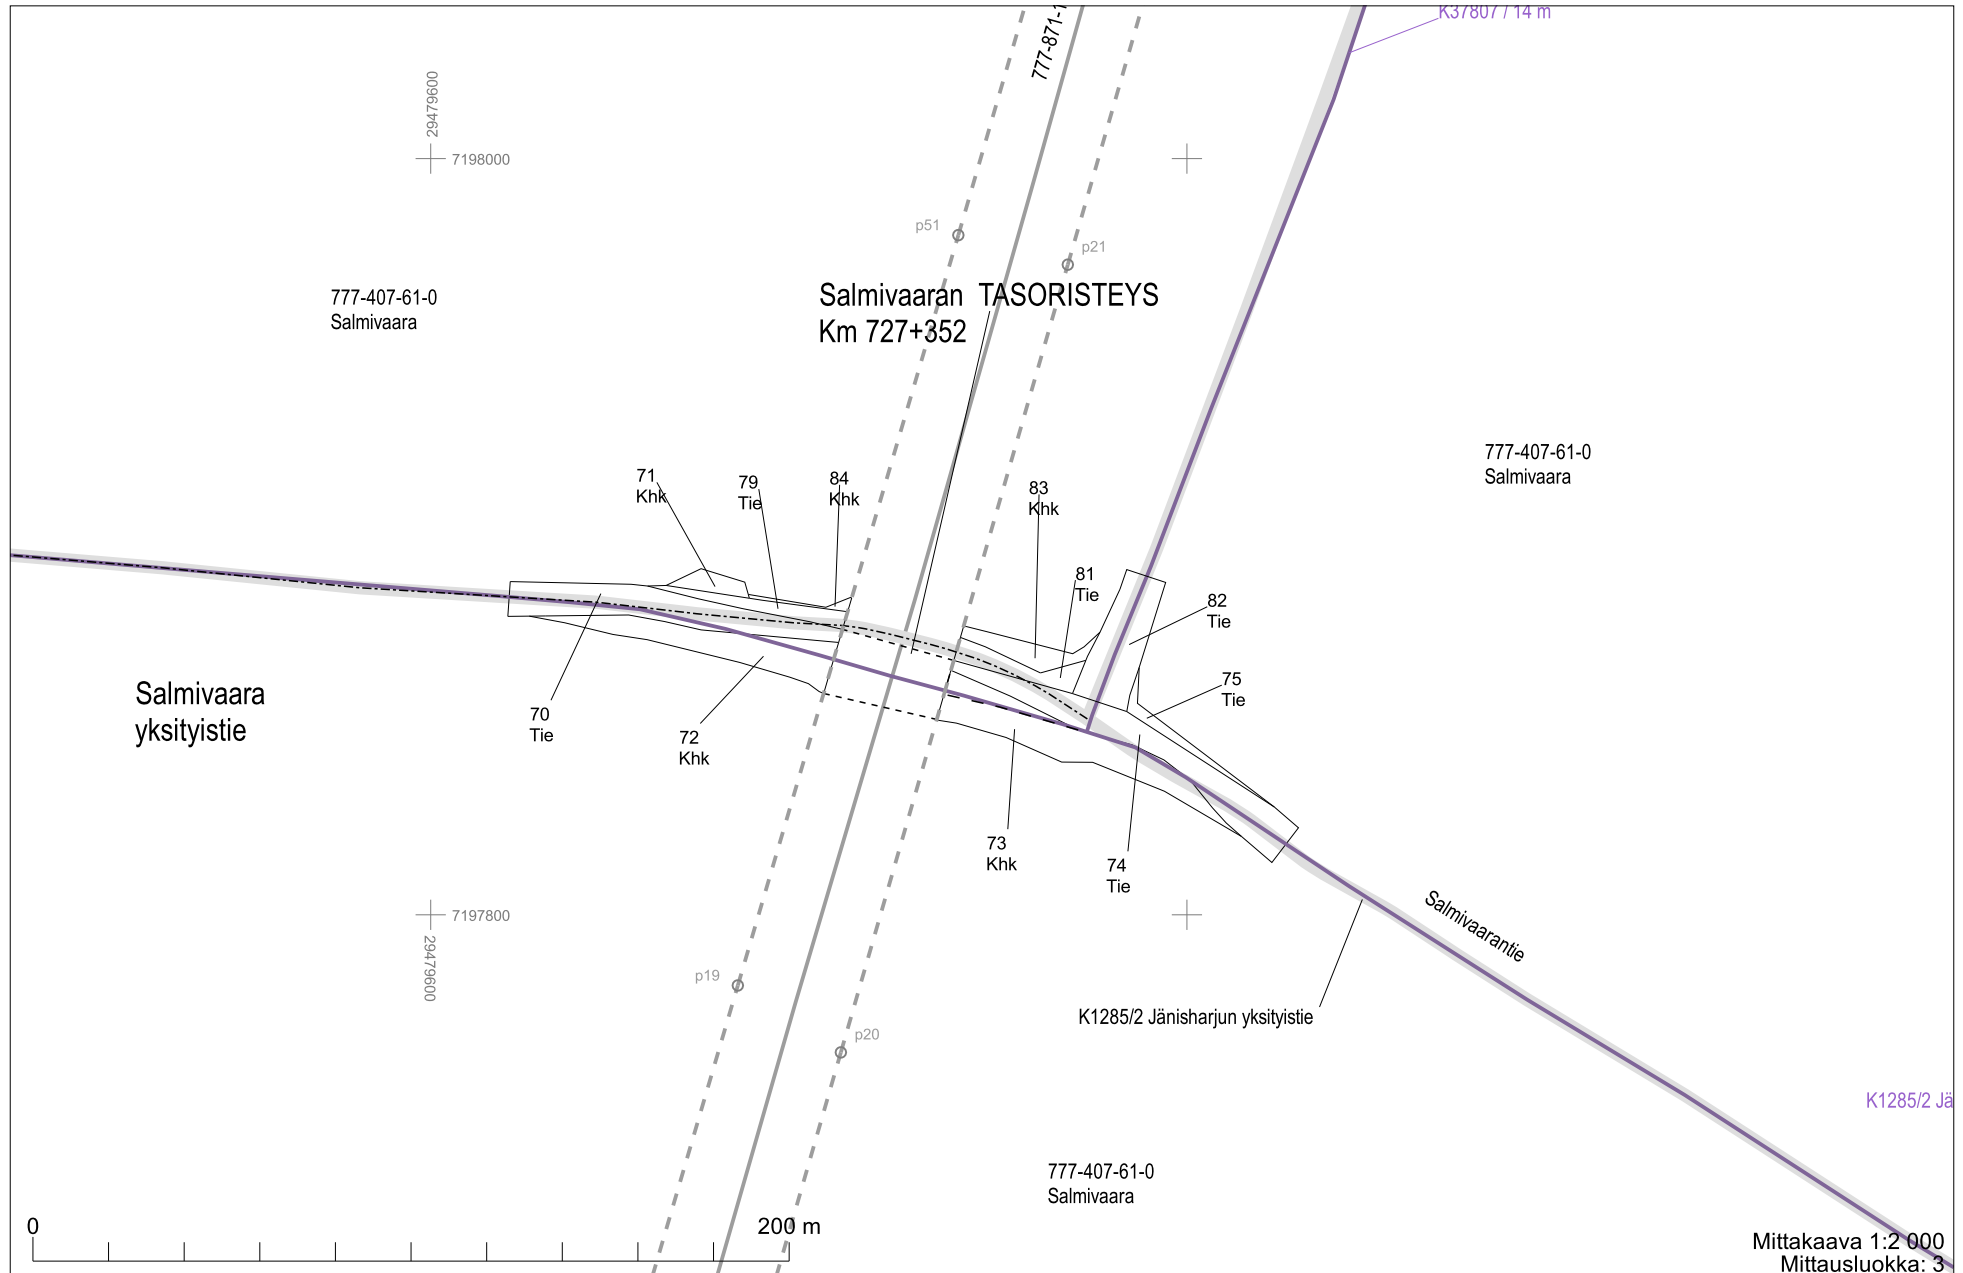 K37807 / 14 m
777-871-1
29479600
7198000
p51
p21
777-407-61-0
Salmivaara
Salmivaaran TASORISTEYS
Km 727+352
777-407-61-0
Salmivaara
71
Khk
79
Tie
84
Khk
83
Khk
81
Tie
82
Tie
75
Tie
Salmivaara
yksityistie
70
Tie
72
Khk
73
Khk
74
Tie
7197800
29479600
Salmivaarantie
p19
p20
K1285/2 Jänisharjun yksityistie
K1285/2 Jä
777-407-61-0
Salmivaara
0
200 m
Mittakaava 1:2 000
Mittausluokka: 3